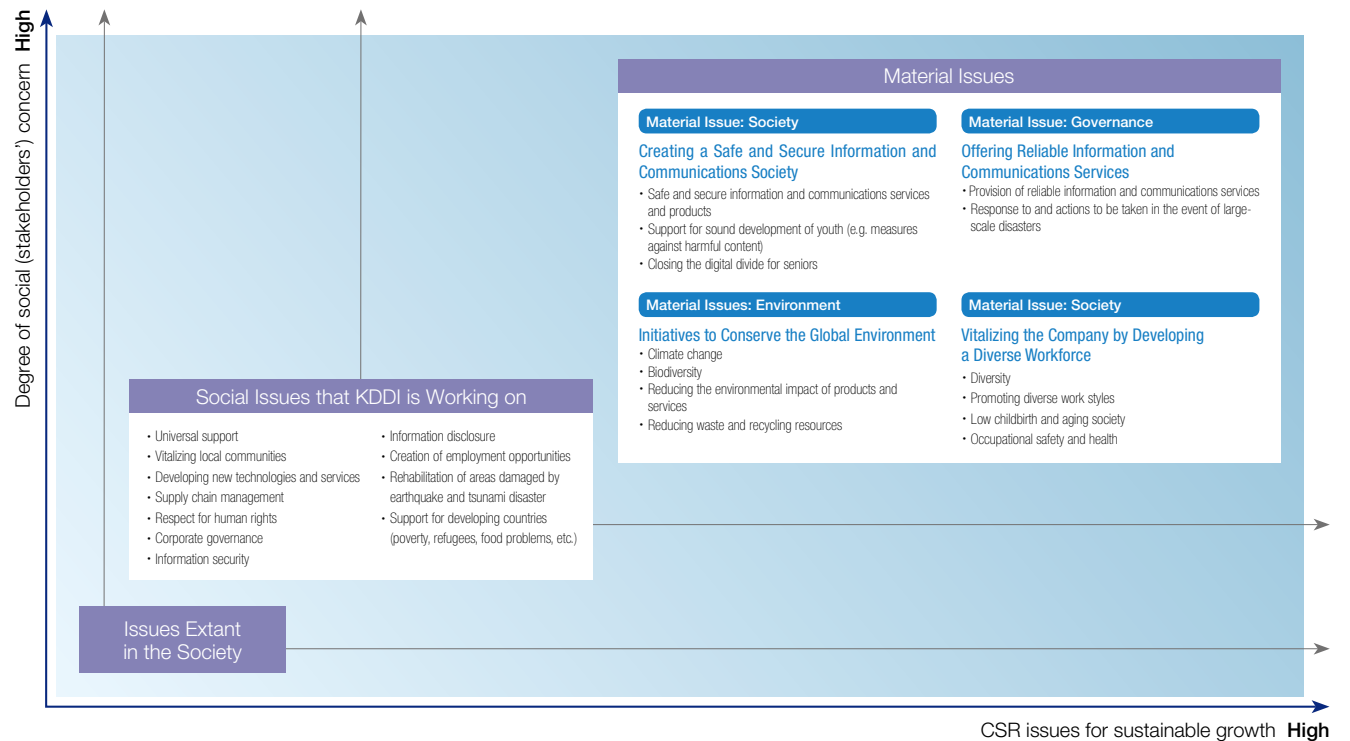 Degree of social (stakeholders') concern High
Material Issues
Material Issue: Society
Creating a Safe and Secure Information and
Communications Society
・Safe and secure information and communications services
and products
・Support for sound development of youth (e.g. measures
against harmful content)
・Closing the digital divide for seniors
Material Issue: Governance
Offering Reliable Information and
Communications Services
・Provision of reliable information and communications services
・Response to and actions to be taken in the event of large-
scale disasters
Material Issues: Environment
Initiatives to Conserve the Global Environment
・Climate change
・Biodiversity
・Reducing the environmental impact of products and
services
・Reducing waste and recycling resources
Material Issue: Society
Vitalizing the Company by Developing
a Diverse Workforce
・Diversity
・Promoting diverse work styles
・Low childbirth and aging society
・Occupational safety and health
Social Issues that KDDI is Working on
・Universal support
・Vitalizing local communities
・Developing new technologies and services
・Supply chain management
・Respect for human rights
・Corporate governance
・Information security
・Information disclosure
・Creation of employment opportunities
・Rehabilitation of areas damaged by
earthquake and tsunami disaster
・Support for developing countries
(poverty, refugees, food problems, etc.)
Issues Extant
in the Society
CSR issues for sustainable growth High